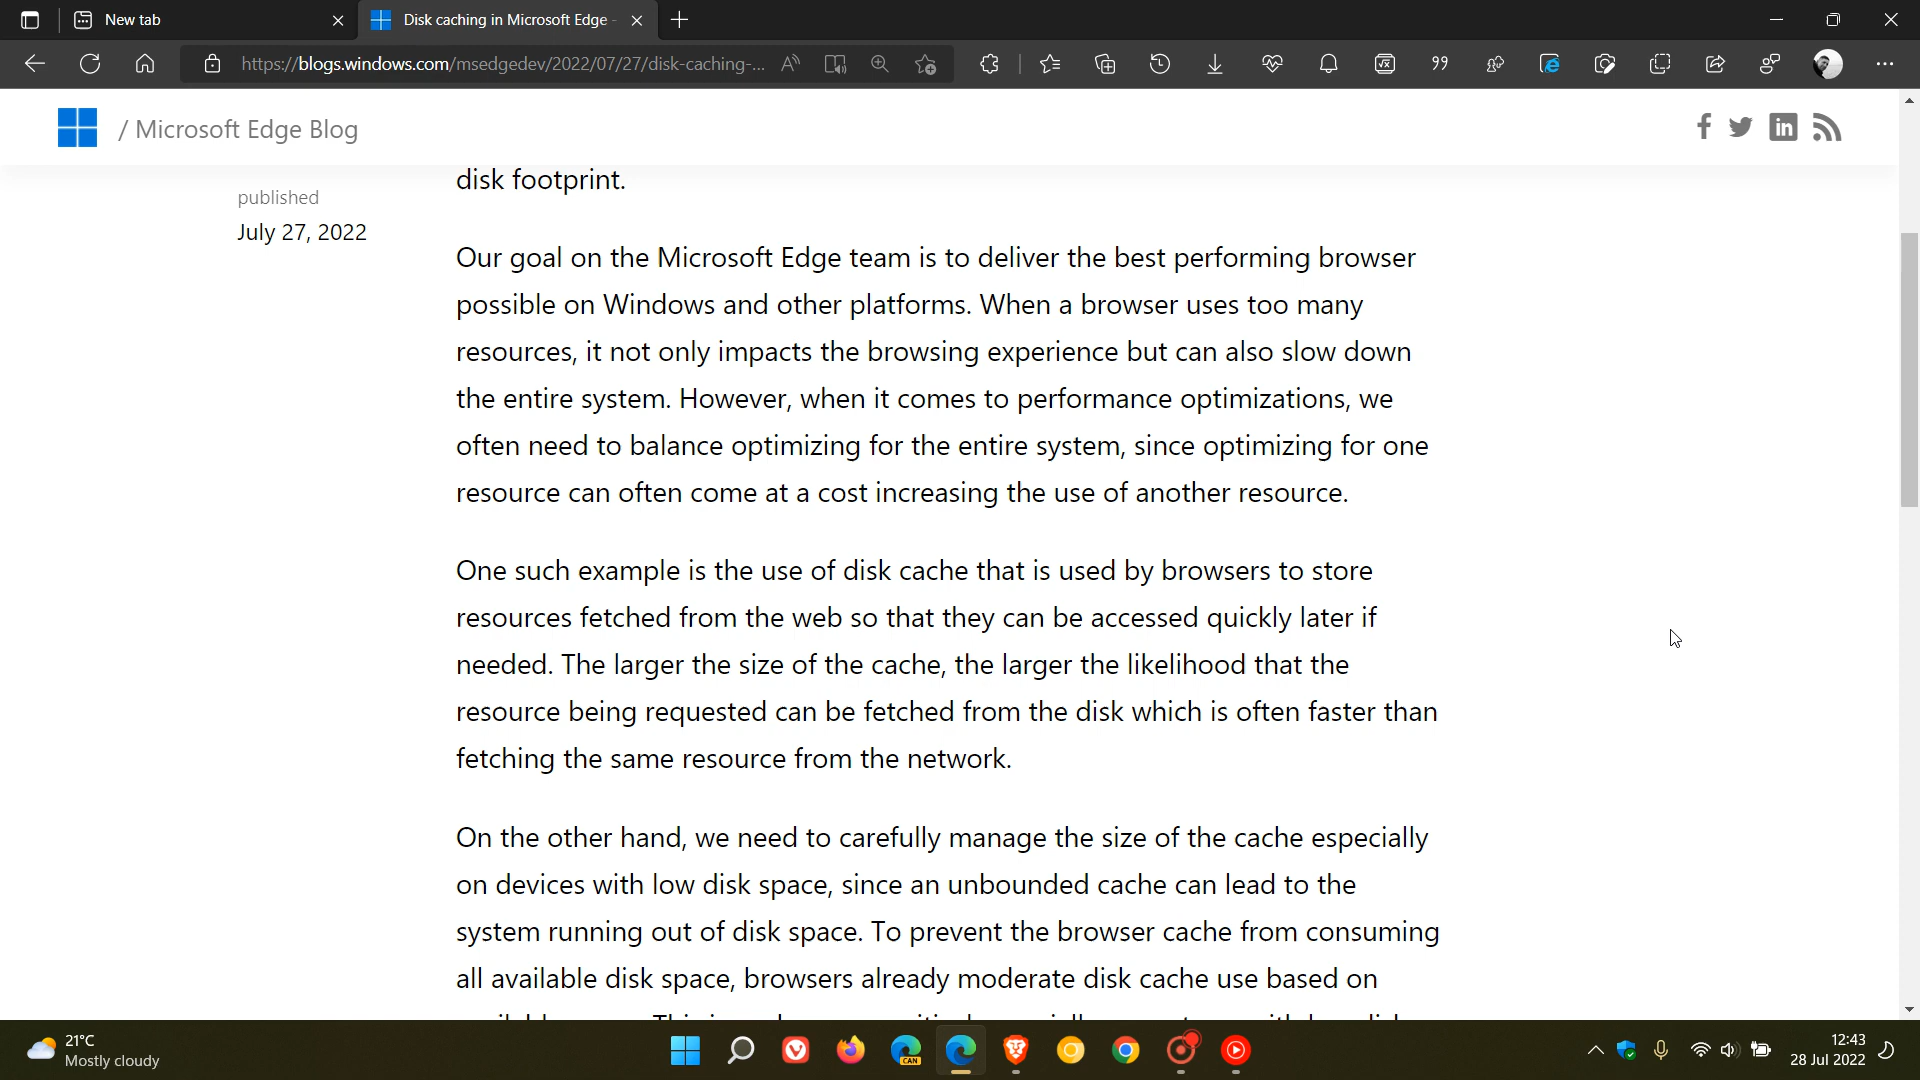 New tab
Disk caching in Microsoft Edge -
https://blogs.windows.com/msedgedev/2022/07/27/disk-caching-...
/ Microsoft Edge Blog
disk footprint.
published
July 27, 2022
Our goal on the Microsoft Edge team is to deliver the best performing browser
possible on Windows and other platforms. When a browser uses too many
resources, it not only impacts the browsing experience but can also slow down
the entire system. However, when it comes to performance optimizations, we
often need to balance optimizing for the entire system, since optimizing for one
resource can often come at a cost increasing the use of another resource.
One such example is the use of disk cache that is used by browsers to store
resources fetched from the web so that they can be accessed quickly later if
needed. The larger the size of the cache, the larger the likelihood that the
resource being requested can be fetched from the disk which is often faster than
fetching the same resource from the network.
On the other hand, we need to carefully manage the size of the cache especially
on devices with low disk space, since an unbounded cache can lead to the
system running out of disk space. To prevent the browser cache from consuming
all available disk space, browsers already moderate disk cache use based on
21°C
Mostly cloudy
CAN
12:43
28 Jul 2022